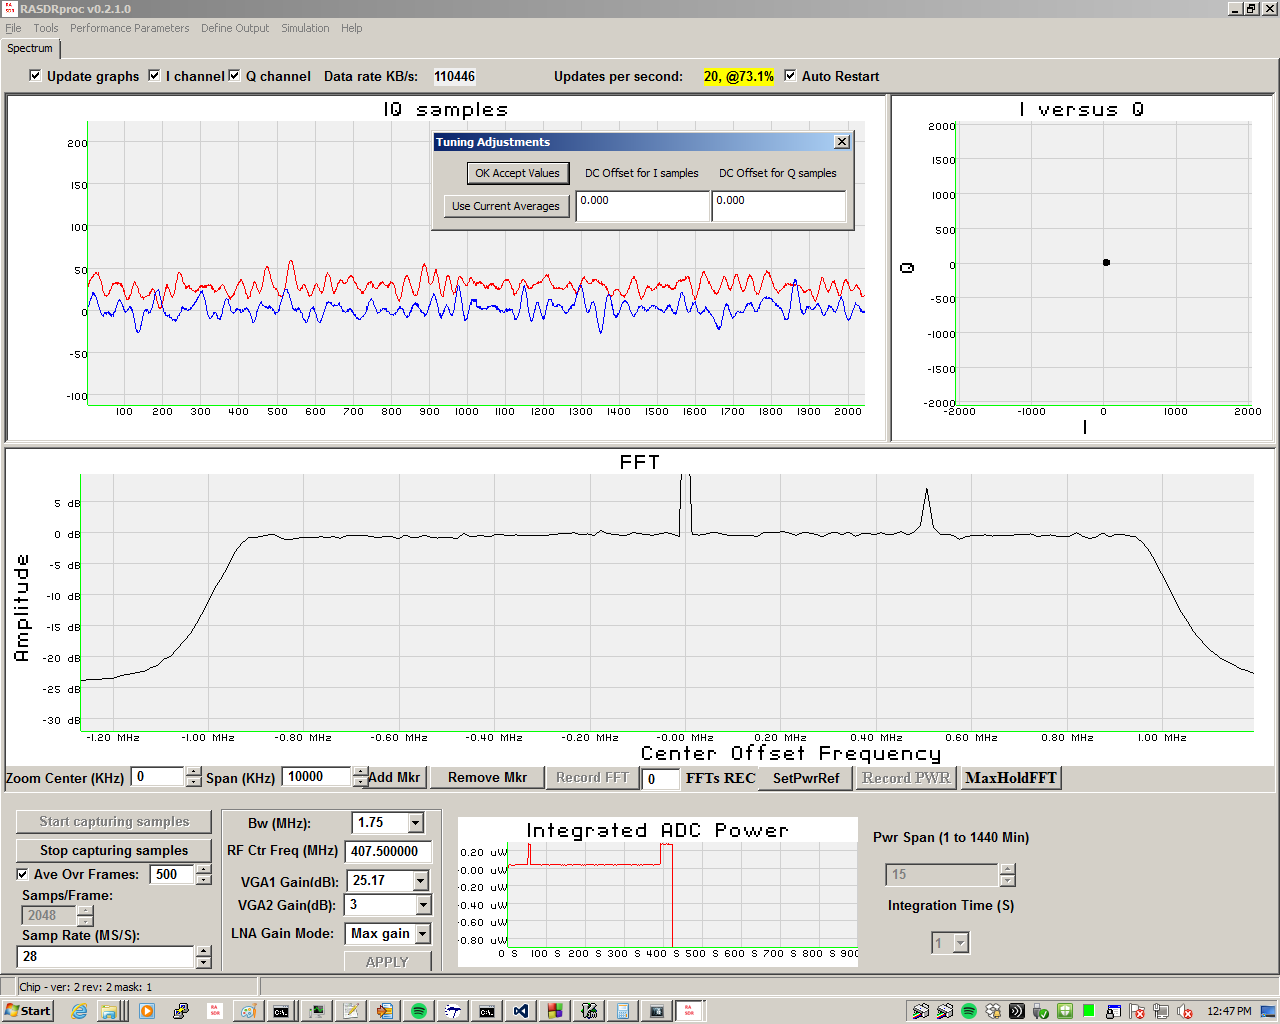 RASDRproc v0.2.1.0
File Tools Performance Parameters Define Output Simulation Help
Spectrum
Update graphs I channel Q channel Data rate KB/s: 110446 Updates per second: 20, @73.1% Auto Restart
IQ samples
200
150
100
50
0
-50
-100
100 200 300 400 500 600 700 800 900 1000 1100 1200 1300 1400 1500 1600 1700 1800 1900 2000
Tuning Adjustments
OK Accept Values DC Offset for I samples DC Offset for Q samples
Use Current Averages 0.000 0.000
I versus Q
2000
1500
1000
500
0
-500
-1000
-1500
-2000
Q
-2000 -1000 0 1000 2000
I
FFT
5 dB
0 dB
-5 dB
-10 dB
-15 dB
-20 dB
-25 dB
-30 dB
Amplitude
-1.20 MHz -1.00 MHz -0.80 MHz -0.60 MHz -0.40 MHz -0.20 MHz -0.00 MHz 0.20 MHz 0.40 MHz 0.60 MHz 0.80 MHz 1.00 MHz
Center Offset Frequency
Zoom Center (KHz) 0 Span (KHz) 10000 Add Mkr Remove Mkr Record FFT 0 FFTs REC SetPwrRef Record PWR MaxHoldFFT
Start capturing samples
Stop capturing samples
Ave Ovr Frames: 500
Samps/Frame:
2048
Samp Rate (MS/S):
28
Bw (MHz): 1.75
RF Ctr Freq (MHz) 407.500000
VGA1 Gain(dB): 25.17
VGA2 Gain(dB): 3
LNA Gain Mode: Max gain
APPLY
Integrated ADC Power
0.20 uW
-0.00 uW
-0.20 uW
-0.40 uW
-0.60 uW
-0.80 uW
0 S 100 S 200 S 300 S 400 S 500 S 600 S 700 S 800 S 900
Pwr Span (1 to 1440 Min)
15
Integration Time (S)
1
Chip - ver: 2 rev: 2 mask: 1
Start 12:47 PM